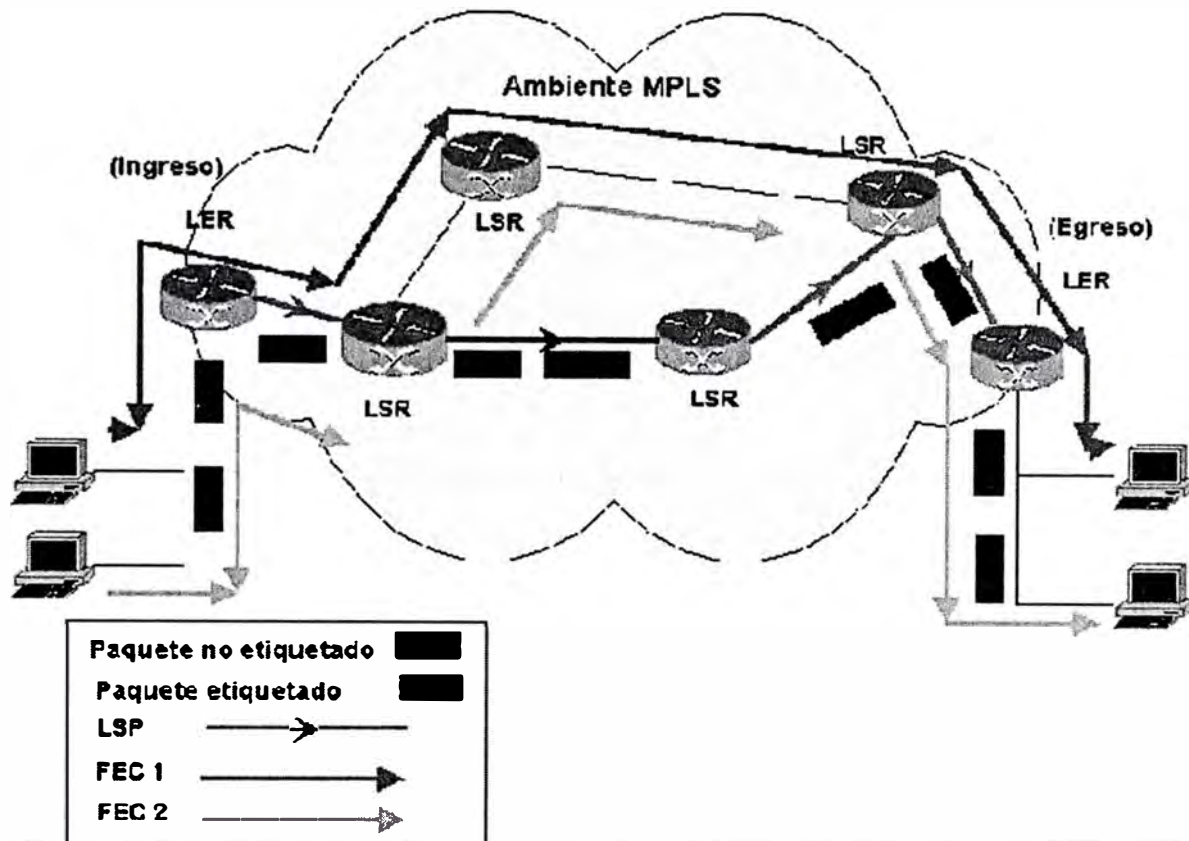 Ambiente MPLS
LSR
(Ingreso)
LER
LSR
(Egreso)
LER
LSR
LSR
Paquete no etiquetado
Paquete etiquetado
LSP
FEC 1
FEC 2